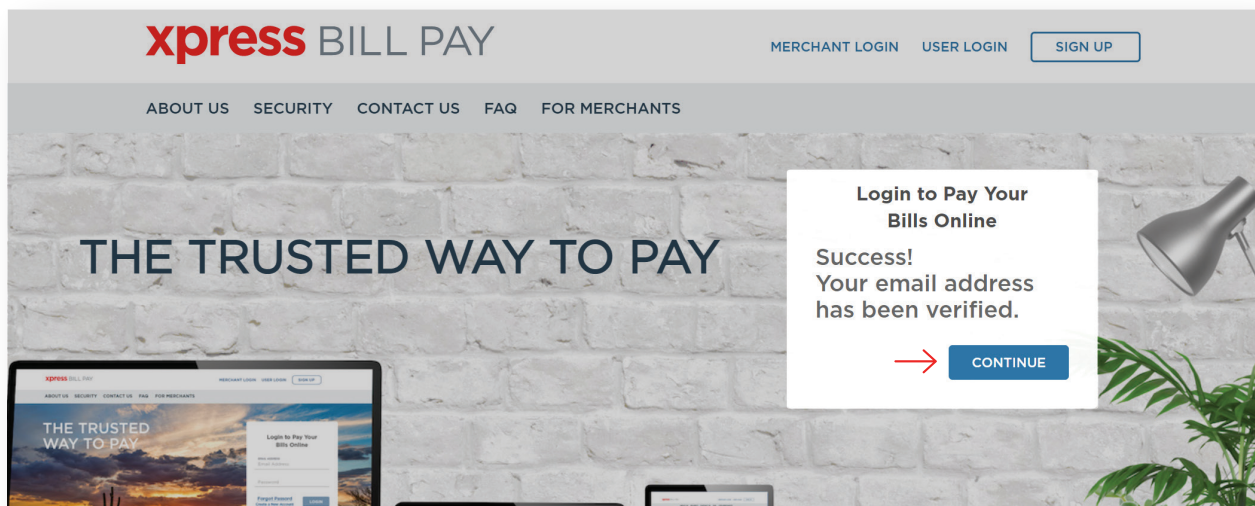 xpress BILL PAY
MERCHANT LOGIN USER LOGIN SIGN UP
ABOUT US SECURITY CONTACT US FAQ FOR MERCHANTS
THE TRUSTED WAY TO PAY
Login to Pay Your
Bills Online
Success!
Your email address
has been verified.
CONTINUE
xpress BILL PAY
MERCHANT LOGIN USER LOGIN SIGN UP
ABOUT US SECURITY CONTACT US FAQ FOR MERCHANTS
THE TRUSTED
WAY TO PAY
Login to Pay Your
Bills Online
Email Address
Password
LOGIN